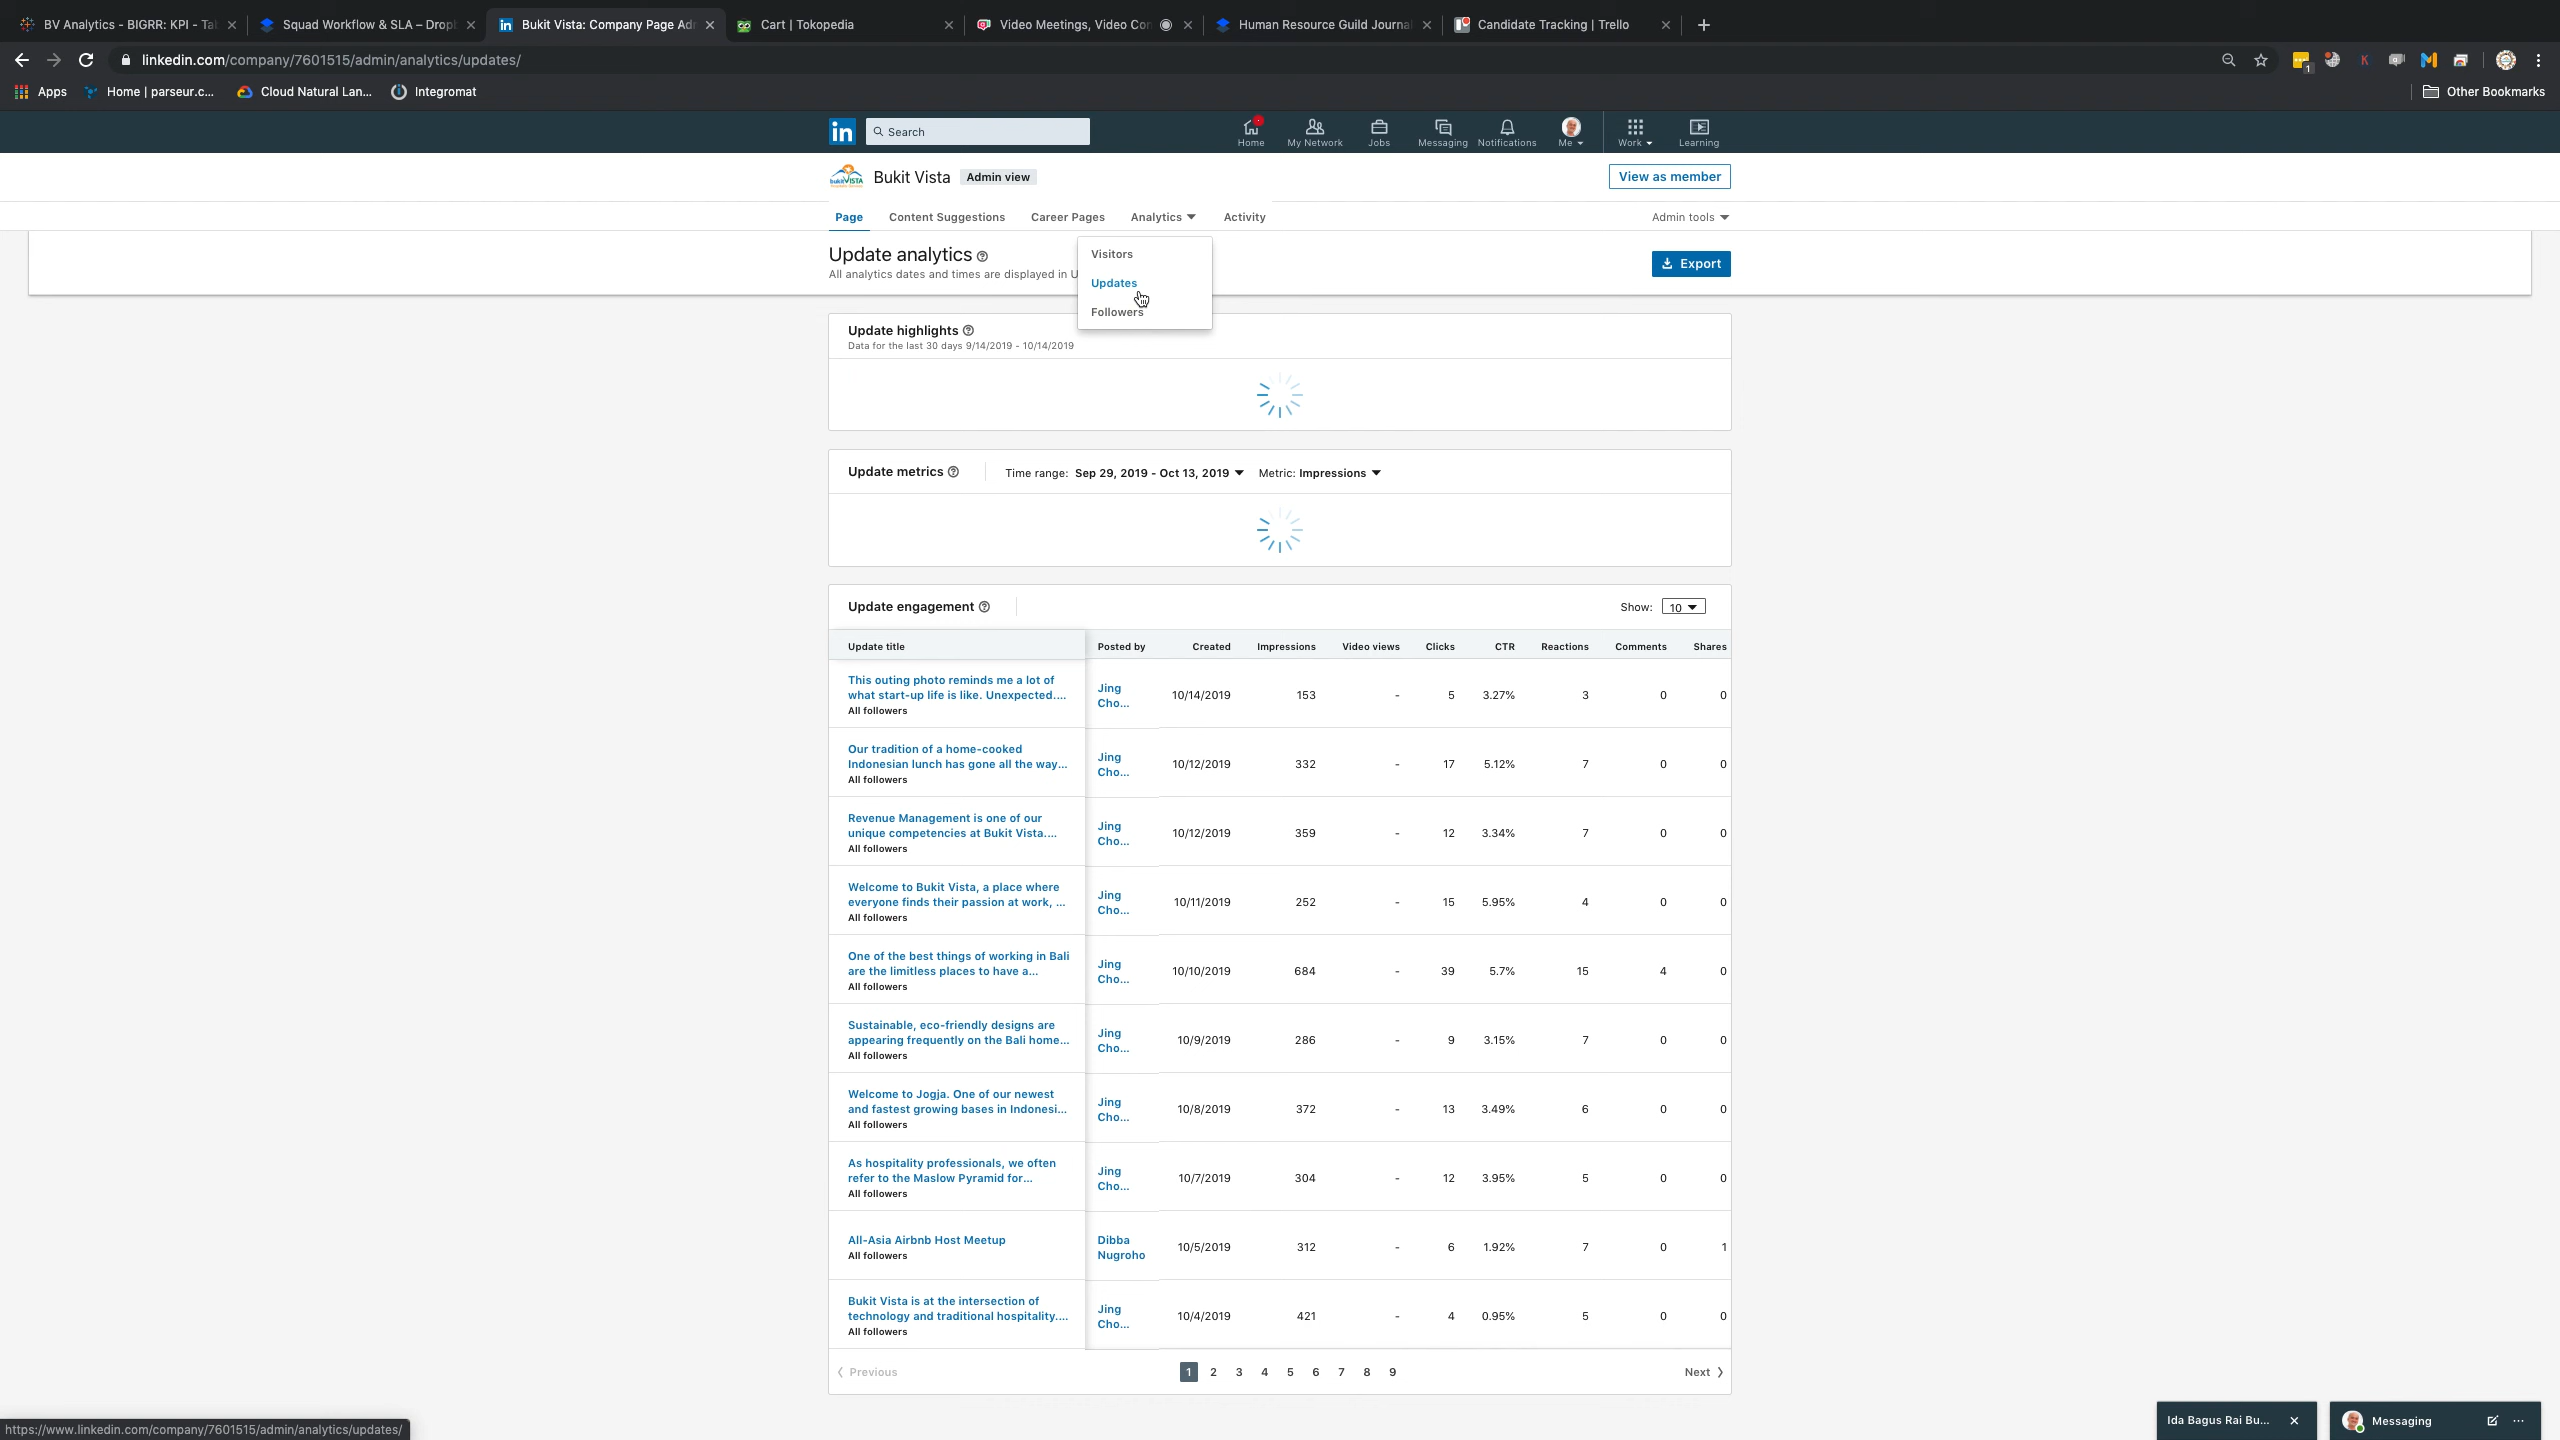 BV Analytics - BIGRR: KPI - Ta
Squad Workflow & SLA – Dropb
Bukit Vista: Company Page Adm
Cart | Tokopedia
Video Meetings, Video Con
Human Resource Guild Journal
Candidate Tracking | Trello
linkedin.com/company/7601515/admin/analytics/updates/
1
K
Apps
Home | parseur.c...
Cloud Natural Lan...
Integromat
Other Bookmarks
in
Search
Home
My Network
Jobs
Messaging
Notifications
Me
Work
Learning
Bukit Vista
Admin view
View as member
Page
Content Suggestions
Career Pages
Analytics
Activity
Admin tools
Visitors
Updates
Followers
Update analytics
All analytics dates and times are displayed in U
Export
Update highlights
Data for the last 30 days 9/14/2019 - 10/14/2019
Update metrics
Time range: Sep 29, 2019 - Oct 13, 2019
Metric: Impressions
Update engagement
Show: 10
Update title Posted by Created Impressions Video views Clicks CTR Reactions Comments Shares
This outing photo reminds me a lot of
what start-up life is like. Unexpected....
All followers
Jing
Cho...
10/14/2019 153 - 5 3.27% 3 0 0
Our tradition of a home-cooked
Indonesian lunch has gone all the way...
All followers
Jing
Cho...
10/12/2019 332 - 17 5.12% 7 0 0
Revenue Management is one of our
unique competencies at Bukit Vista....
All followers
Jing
Cho...
10/12/2019 359 - 12 3.34% 7 0 0
Welcome to Bukit Vista, a place where
everyone finds their passion at work, ...
All followers
Jing
Cho...
10/11/2019 252 - 15 5.95% 4 0 0
One of the best things of working in Bali
are the limitless places to have a...
All followers
Jing
Cho...
10/10/2019 684 - 39 5.7% 15 4 0
Sustainable, eco-friendly designs are
appearing frequently on the Bali home...
All followers
Jing
Cho...
10/9/2019 286 - 9 3.15% 7 0 0
Welcome to Jogja. One of our newest
and fastest growing bases in Indonesi...
All followers
Jing
Cho...
10/8/2019 372 - 13 3.49% 6 0 0
As hospitality professionals, we often
refer to the Maslow Pyramid for...
All followers
Jing
Cho...
10/7/2019 304 - 12 3.95% 5 0 0
All-Asia Airbnb Host Meetup
All followers
Dibba
Nugroho
10/5/2019 312 - 6 1.92% 7 0 1
Bukit Vista is at the intersection of
technology and traditional hospitality....
All followers
Jing
Cho...
10/4/2019 421 - 4 0.95% 5 0 0
Previous
1 2 3 4 5 6 7 8 9
Next
Ida Bagus Rai Bu...
Messaging
https://www.linkedin.com/company/7601515/admin/analytics/updates/